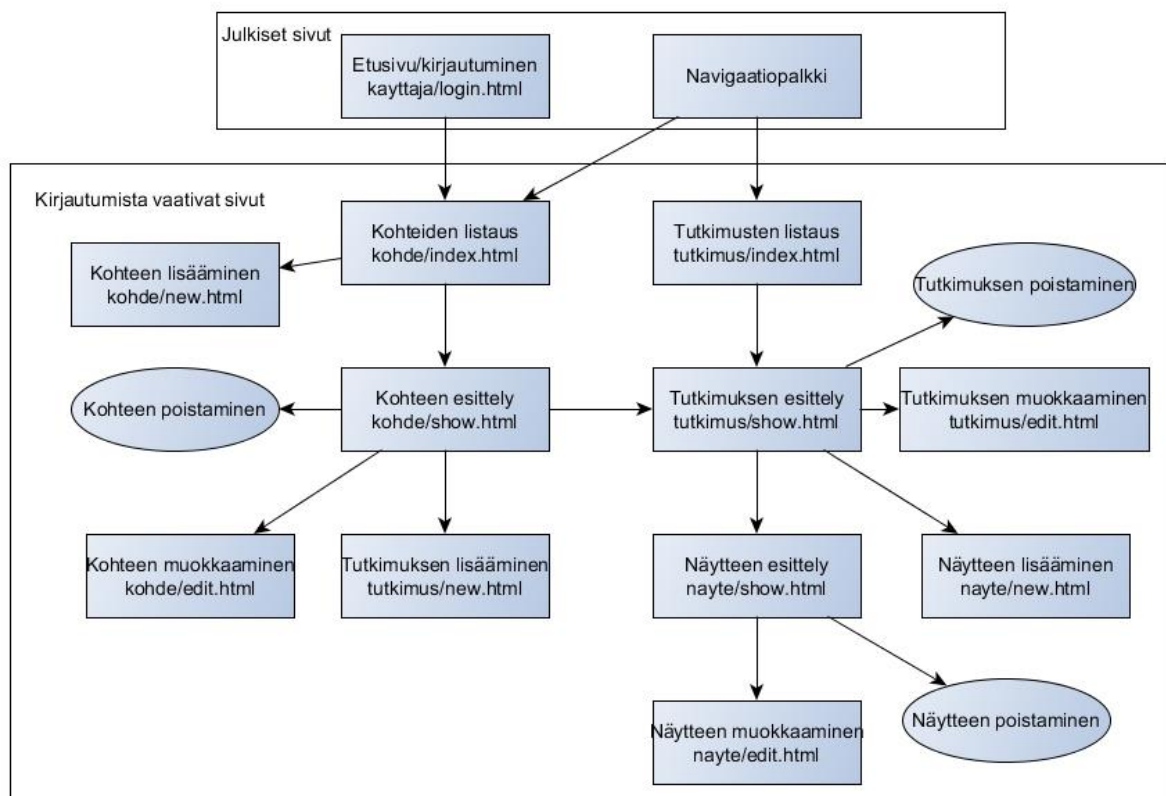 Julkiset sivut
Etusivu/kirjautuminen
kayttaja/login.html
Navigaatiopalkki
Kirjautumista vaativat sivut
Kohteiden listaus
kohde/index.html
Tutkimusten listaus
tutkimus/index.html
Kohteen lisääminen
kohde/new.html
Tutkimuksen poistaminen
Kohteen poistaminen
Kohteen esittely
kohde/show.html
Tutkimuksen esittely
tutkimus/show.html
Tutkimuksen muokkaaminen
tutkimus/edit.html
Kohteen muokkaaminen
kohde/edit.html
Tutkimuksen lisääminen
tutkimus/new.html
Näytteen esittely
nayte/show.html
Näytteen lisääminen
nayte/new.html
Näytteen muokkaaminen
nayte/edit.html
Näytteen poistaminen